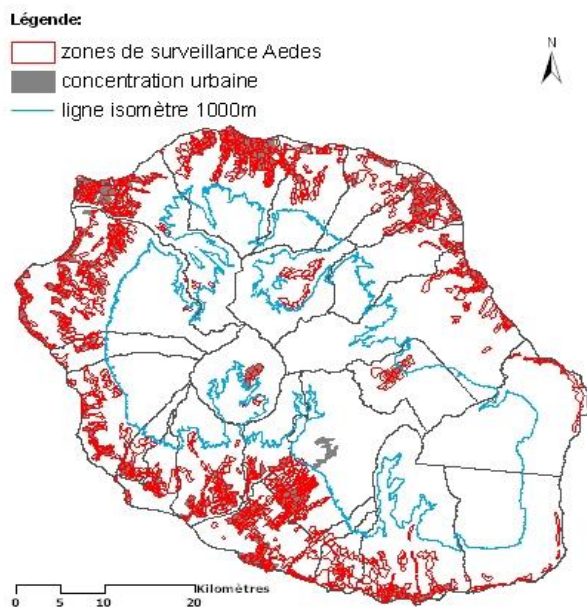 Légende:
zones de surveillance Aedes
concentration urbaine
ligne isomètre 1000m
N
Kilomètres
0 5 10 20